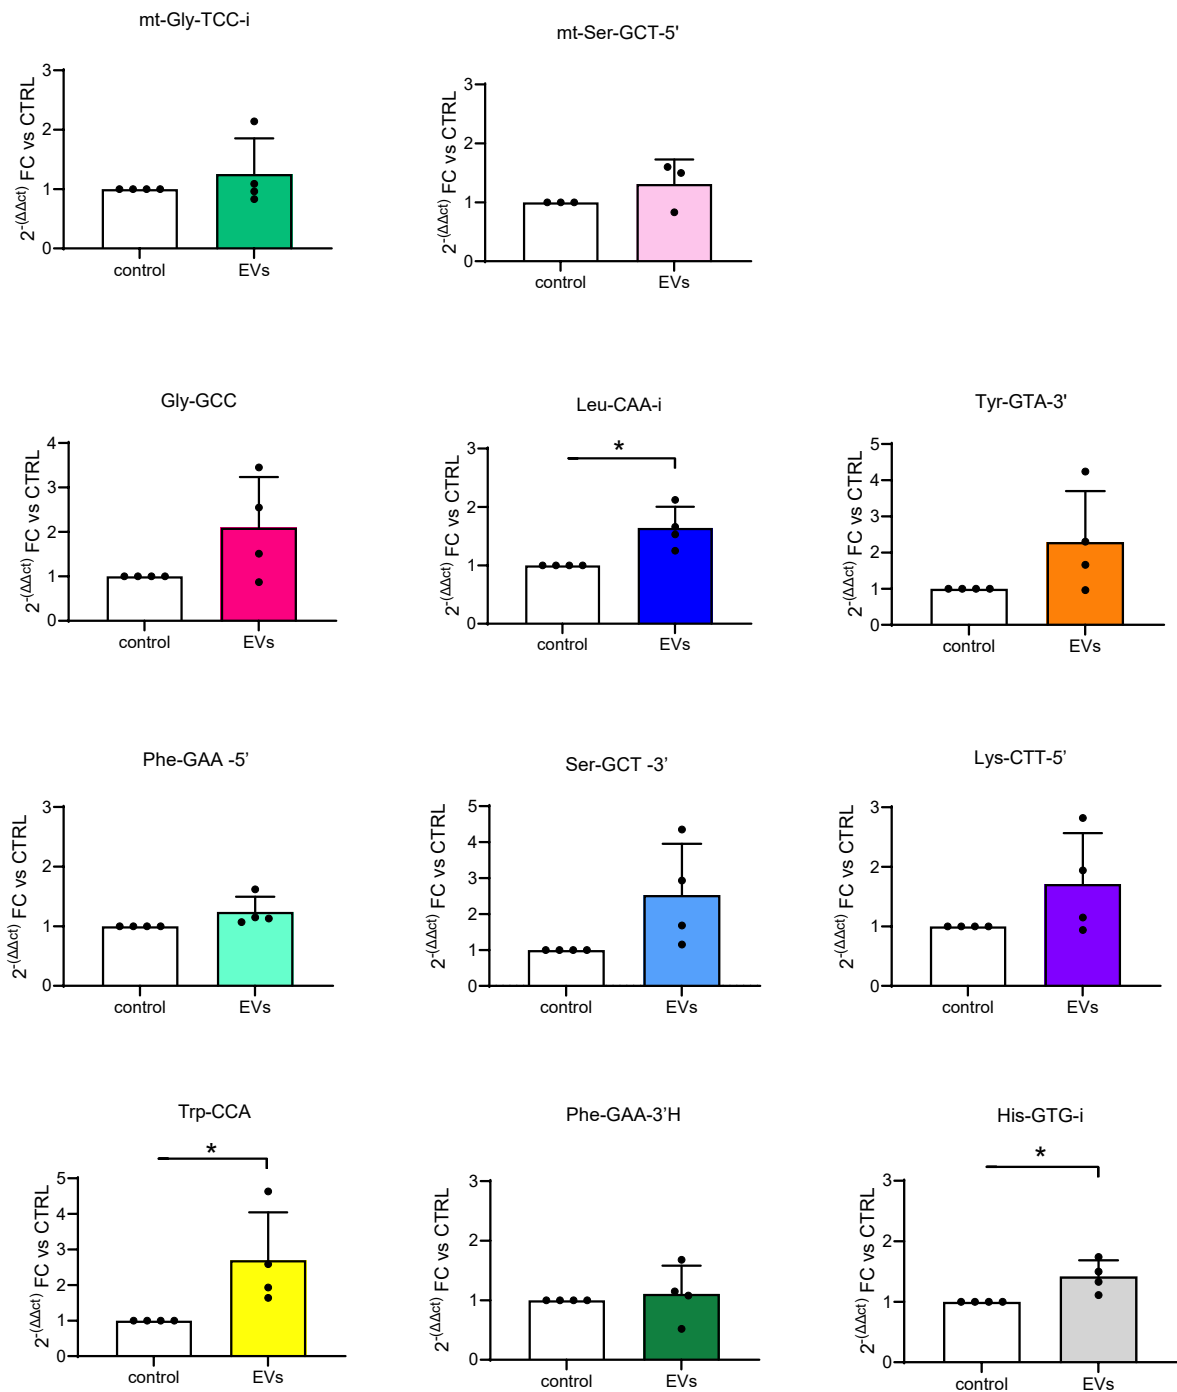 mt-Gly-TCC-i
2-(ΔΔct) FC vs CTRL
3
2
1
0
control EVs
mt-Ser-GCT-5'
2-(ΔΔct) FC vs CTRL
3
2
1
0
control EVs
Gly-GCC
2-(ΔΔct) FC vs CTRL
4
3
2
1
0
control EVs
Leu-CAA-i
2-(ΔΔct) FC vs CTRL
3
2
1
0
*
control EVs
Tyr-GTA-3'
2-(ΔΔct) FC vs CTRL
5
4
3
2
1
0
control EVs
Phe-GAA -5’
2-(ΔΔct) FC vs CTRL
3
2
1
0
control EVs
Ser-GCT -3’
2-(ΔΔct) FC vs CTRL
5
4
3
2
1
0
control EVs
Lys-CTT-5’
2-(ΔΔct) FC vs CTRL
3
2
1
0
control EVs
Trp-CCA
*
2-(ΔΔct) FC vs CTRL
5
4
3
2
1
0
control EVs
Phe-GAA-3’H
2-(ΔΔct) FC vs CTRL
3
2
1
0
control EVs
His-GTG-i
*
2-(ΔΔct) FC vs CTRL
3
2
1
0
control EVs